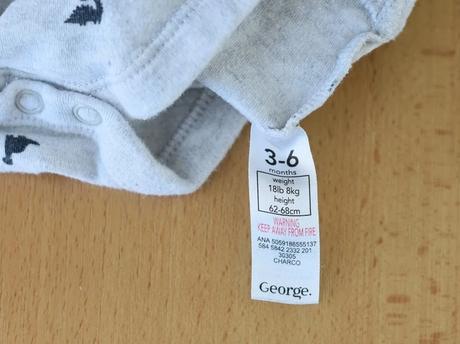 3-6
months
weight
18lb 8kg
height
62-68cm
WARNING
KEEP AWAY FROM FIRE
ANA 5059186555137
584 5842 2332 201
30305
CHARCO
George.